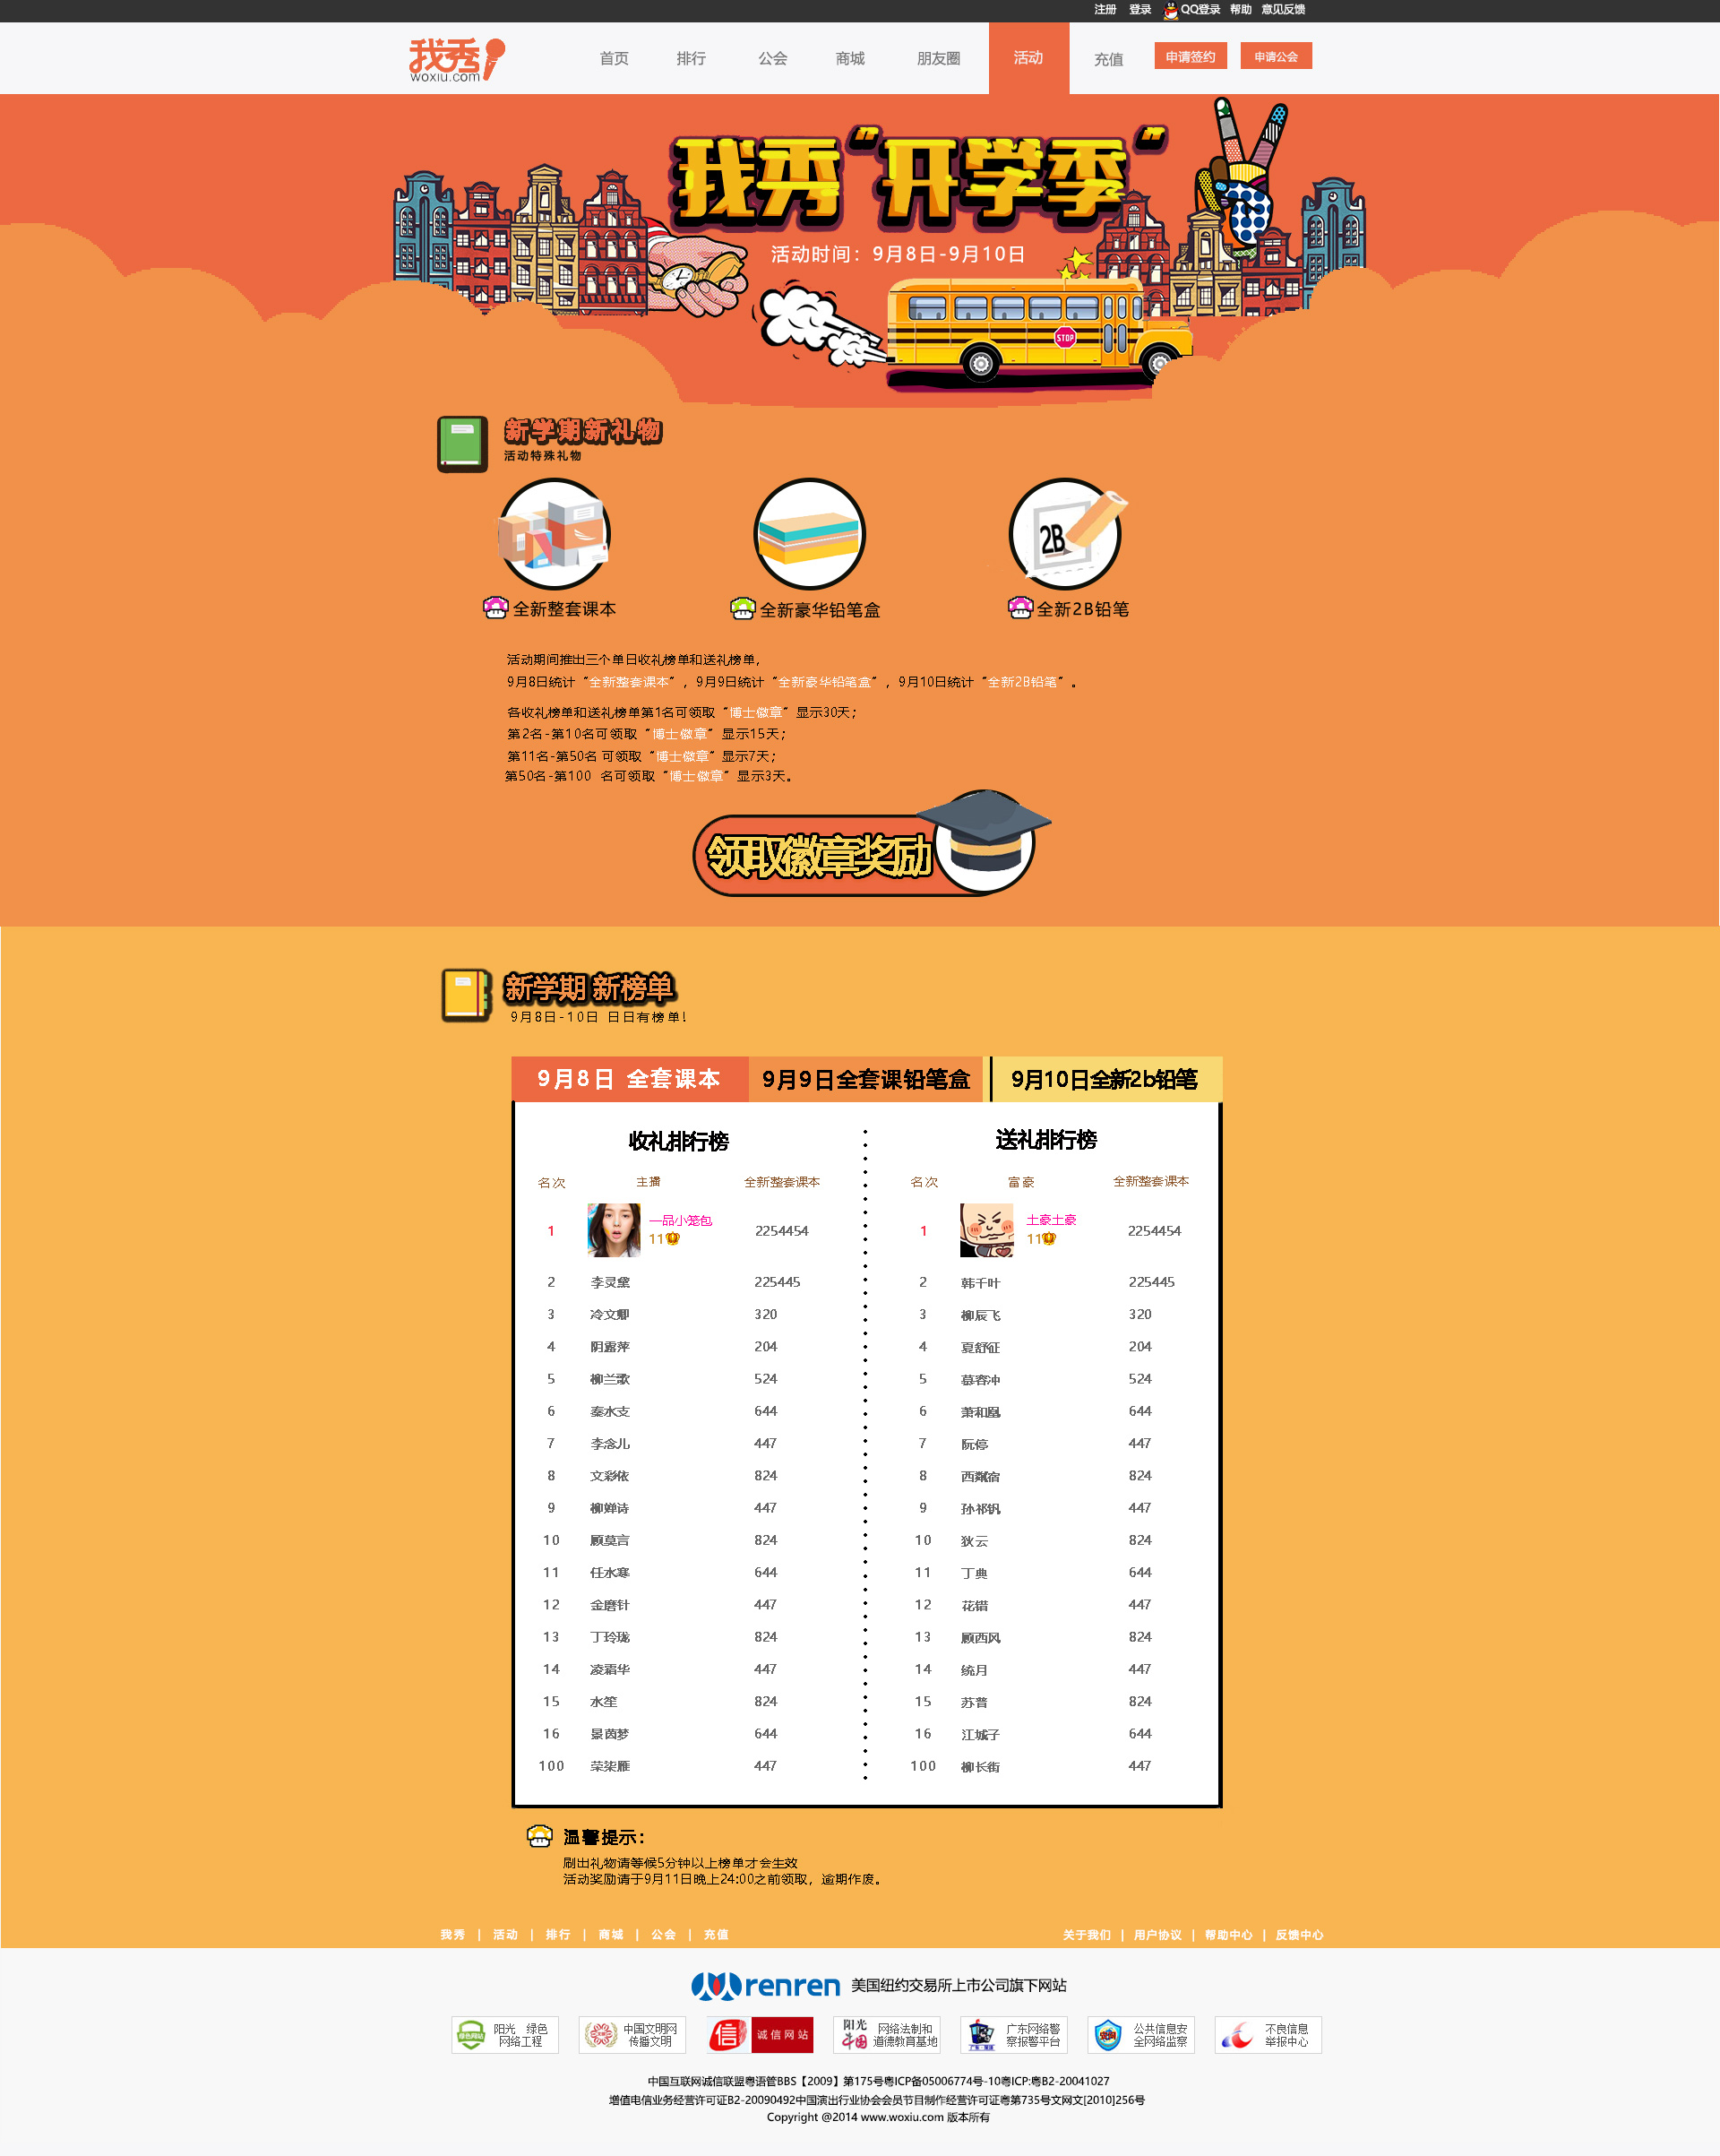 注册 登录 QQ登录 帮助 意见反馈
我秀 woxiu.com
首页 排行 公会 商城 朋友圈 活动 充值 申请签约 申请公会
我秀"开学季"
活动时间：9月8日-9月10日
STOP
新学期新礼物
活动特殊礼物
2B
全新整套课本 全新豪华铅笔盒 全新2B铅笔
活动期间推出三个单日收礼榜单和送礼榜单，
9月8日统计“全新整套课本”，9月9日统计“全新豪华铅笔盒”，9月10日统计“全新2B铅笔”。
各收礼榜单和送礼榜单第1名可领取“博士徽章”显示30天；
第2名-第10名可领取“博士徽章”显示15天；
第11名-第50名 可领取“博士徽章”显示7天；
第50名-第100 名可领取“博士徽章”显示3天。
领取徽章奖励
新学期 新榜单
9月8日-10日 日日有榜单！
9月8日 全套课本 9月9日全套课铅笔盒 9月10日全新2b铅笔
收礼排行榜 送礼排行榜
名次 主播 全新整套课本 名次 富豪 全新整套课本
1 一品小笼包 11 2254454 1 土豪土豪 11 2254454
2 李灵黛 225445 2 韩千叶 225445
3 冷文卿 320 3 柳辰飞 320
4 阴露萍 204 4 夏舒征 204
5 柳兰歌 524 5 慕容冲 524
6 秦水支 644 6 萧和凰 644
7 李念儿 447 7 阮停 447
8 文彩依 824 8 西粼宿 824
9 柳婵诗 447 9 孙祁钒 447
10 顾莫言 824 10 狄云 824
11 任水寒 644 11 丁典 644
12 金磨针 447 12 花错 447
13 丁玲珑 824 13 顾西风 824
14 凌霜华 447 14 统月 447
15 水笙 824 15 苏普 824
16 景茵梦 644 16 江城子 644
100 荣柒雁 447 100 柳长街 447
温馨提示：
刷出礼物请等候5分钟以上榜单才会生效
活动奖励请于9月11日晚上24:00之前领取，逾期作废。
我秀 | 活动 | 排行 | 商城 | 公会 | 充值 关于我们 | 用户协议 | 帮助中心 | 反馈中心
renren 美国纽约交易所上市公司旗下网站
阳光 绿色 网络工程
中国文明网 传播文明
信 诚信网站
网络法制和 道德教育基地
广东网络警 察报警平台
公共信息安 全网络监察
不良信息 举报中心
中国互联网诚信联盟粤语管BBS【2009】第175号粤ICP备05006774号-10粤ICP:粤B2-20041027
增值电信业务经营许可证B2-20090492中国演出行业协会会员节目制作经营许可证粤第735号文网文[2010]256号
Copyright @2014 www.woxiu.com 版本所有